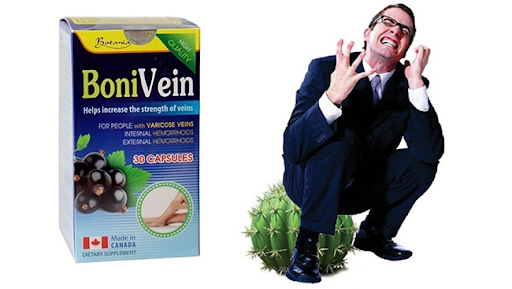 Botania
HIGH
QUALITY
BoniVein
Helps increase the strength of veins
FOR PEOPLE with VARICOSE VEINS
INTERNAL HEMORRHOIDS
EXTERNAL HEMORRHOIDS
30 CAPSULES
Made in
CANADA
DIETARY SUPPLEMENT